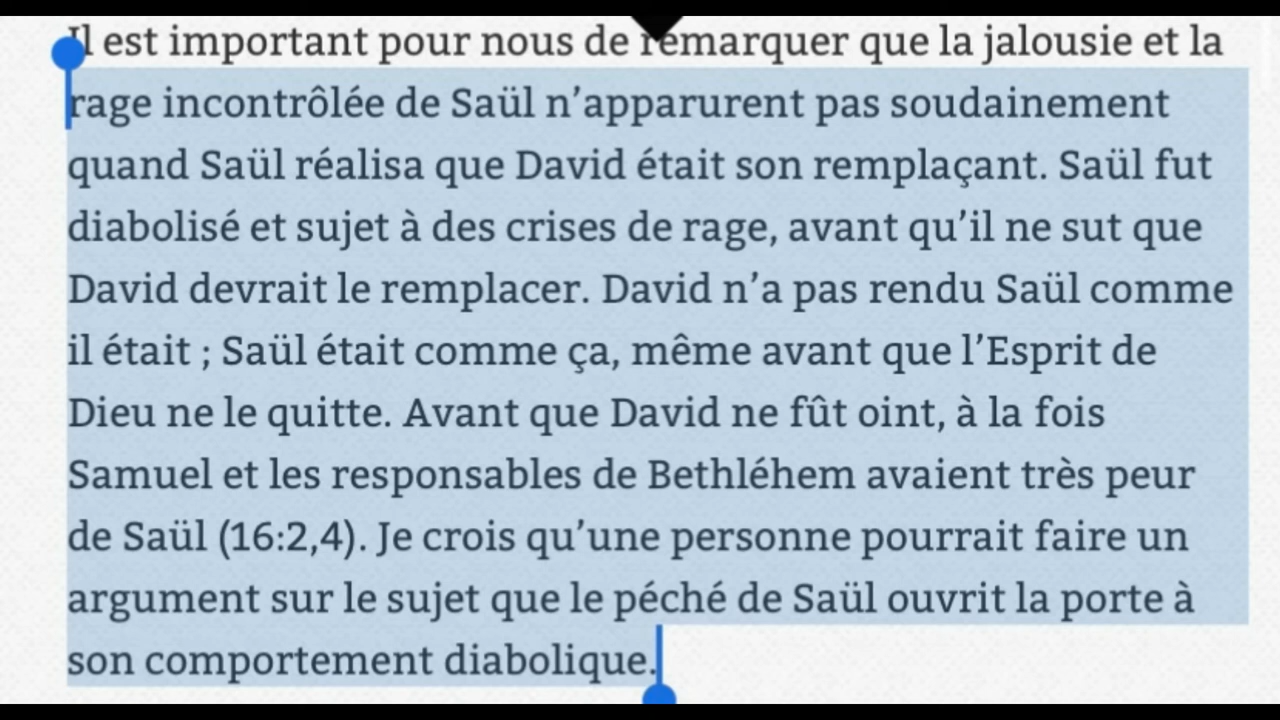 Il est important pour nous de remarquer que la jalousie et la
rage incontrôlée de Saül n’apparurent pas soudainement
quand Saül réalisa que David était son remplaçant. Saül fut
diabolisé et sujet à des crises de rage, avant qu’il ne sut que
David devrait le remplacer. David n’a pas rendu Saül comme
il était ; Saül était comme ça, même avant que l’Esprit de
Dieu ne le quitte. Avant que David ne fût oint, à la fois
Samuel et les responsables de Bethléhem avaient très peur
de Saül (16:2,4). Je crois qu’une personne pourrait faire un
argument sur le sujet que le péché de Saül ouvrit la porte à
son comportement diabolique.